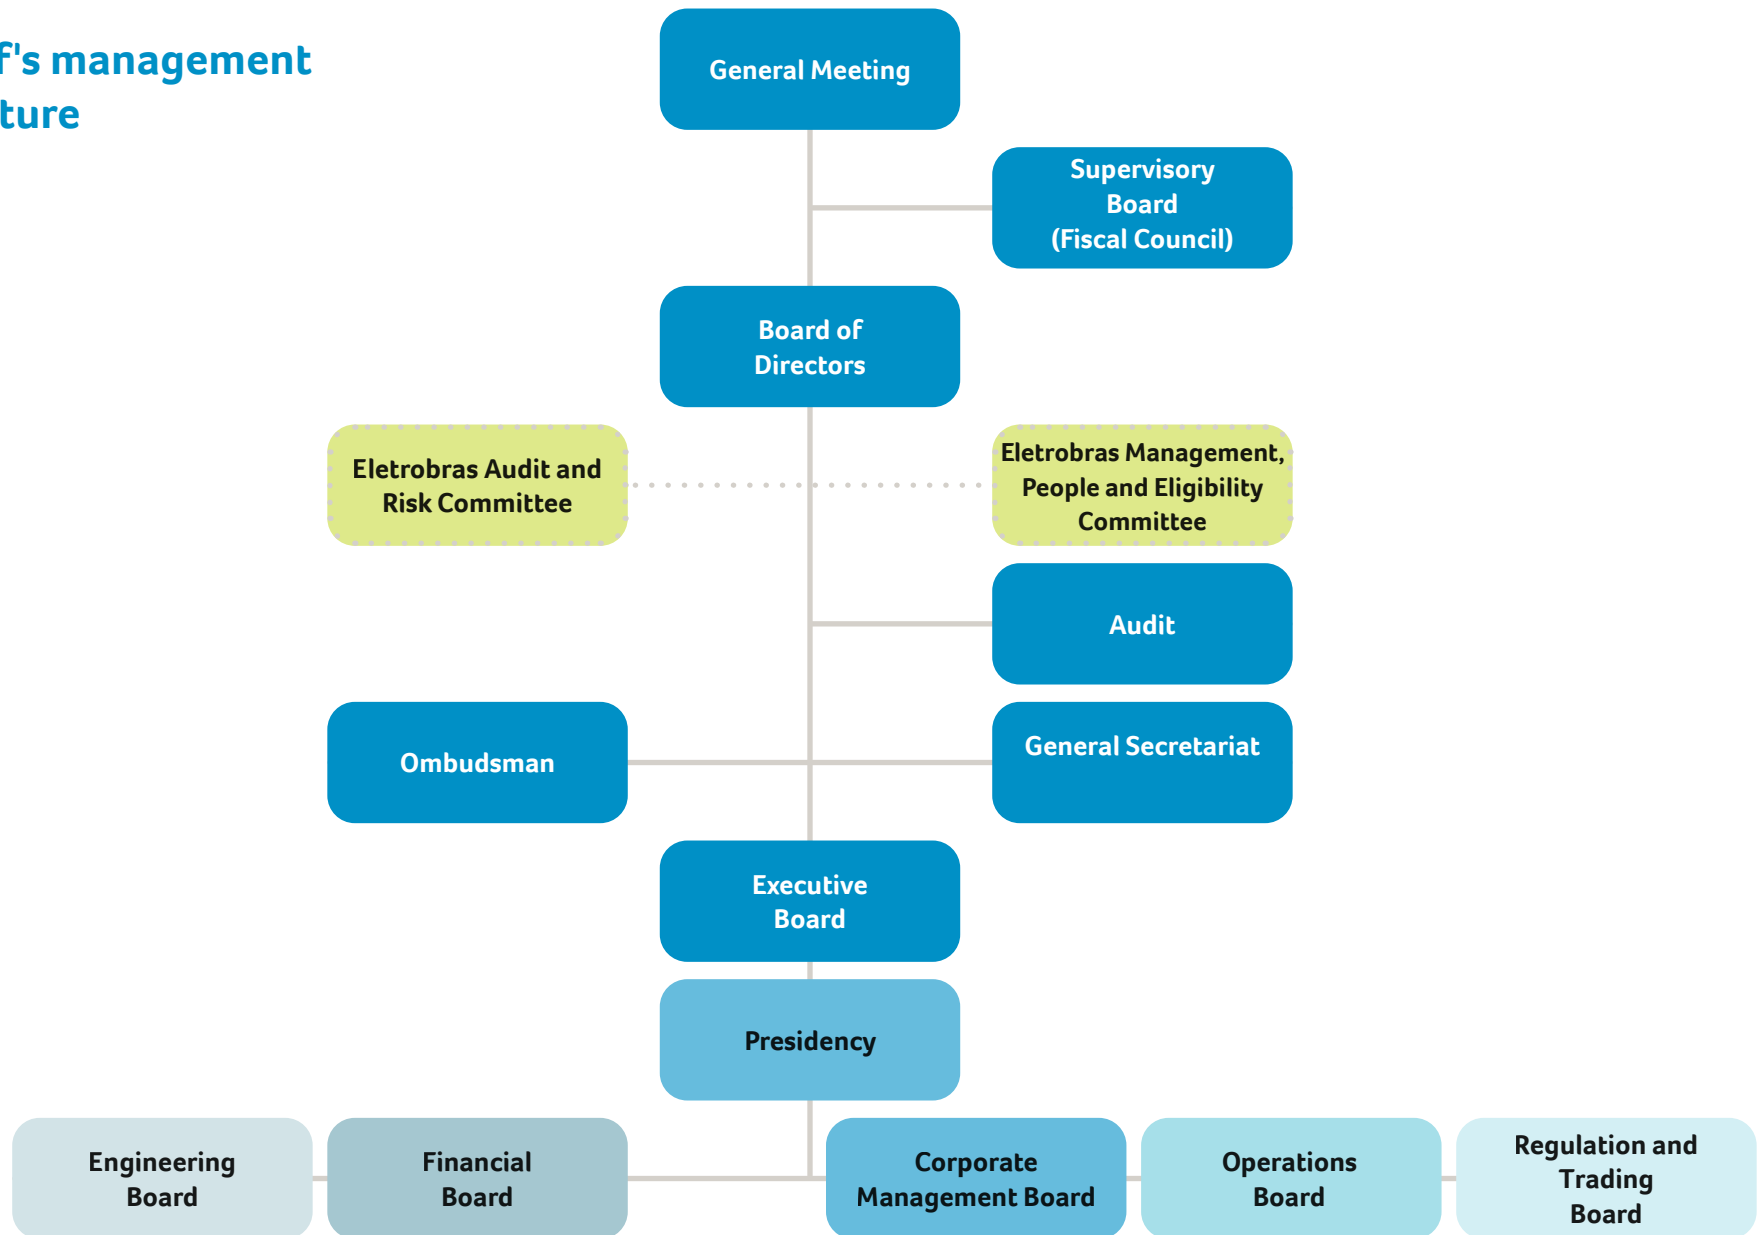 f's management
ture
General Meeting
Supervisory
Board
(Fiscal Council)
Board of
Directors
Eletrobras Audit and
Risk Committee
Eletrobras Management,
People and Eligibility
Committee
Audit
Ombudsman
General Secretariat
Executive
Board
Presidency
Engineering
Board
Financial
Board
Corporate
Management Board
Operations
Board
Regulation and
Trading
Board